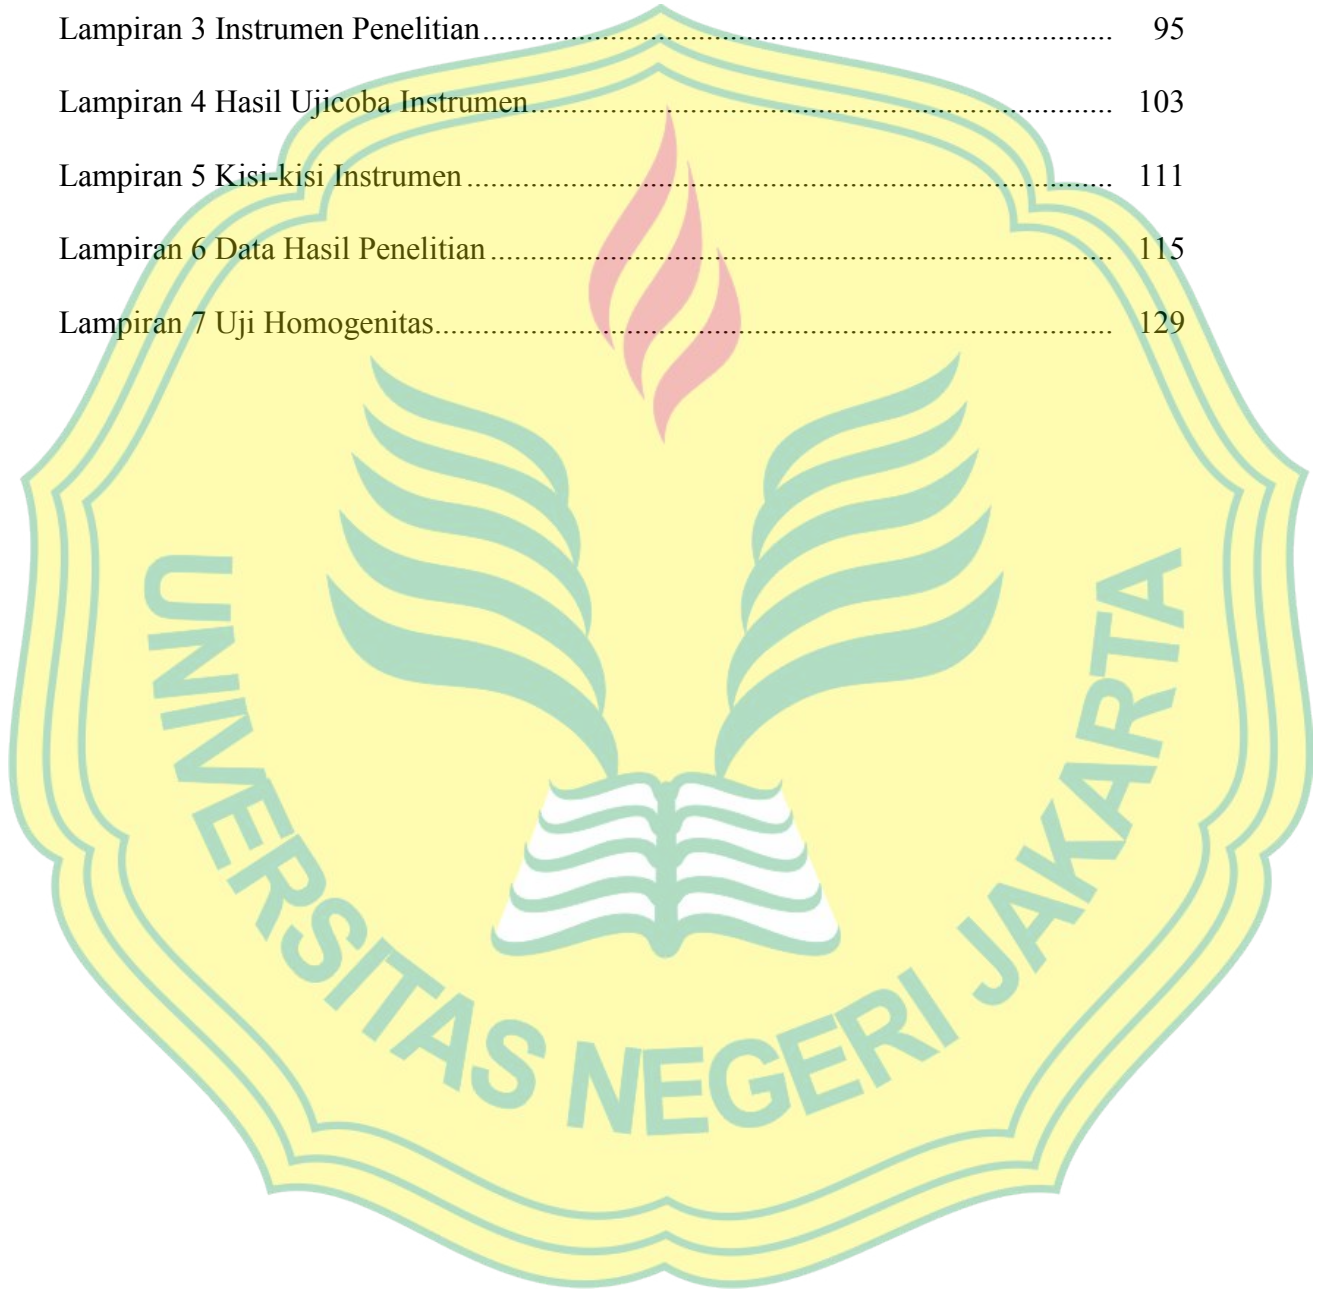 Lampiran 3 Instrumen Penelitian.................................................................................. 95
Lampiran 4 Hasil Ujicoba Instrumen............................................................................ 103
Lampiran 5 Kisi-kisi Instrumen.................................................................................... 111
Lampiran 6 Data Hasil Penelitian................................................................................. 115
Lampiran 7 Uji Homogenitas........................................................................................ 129
UNIVERSITAS NEGERI JAKARTA